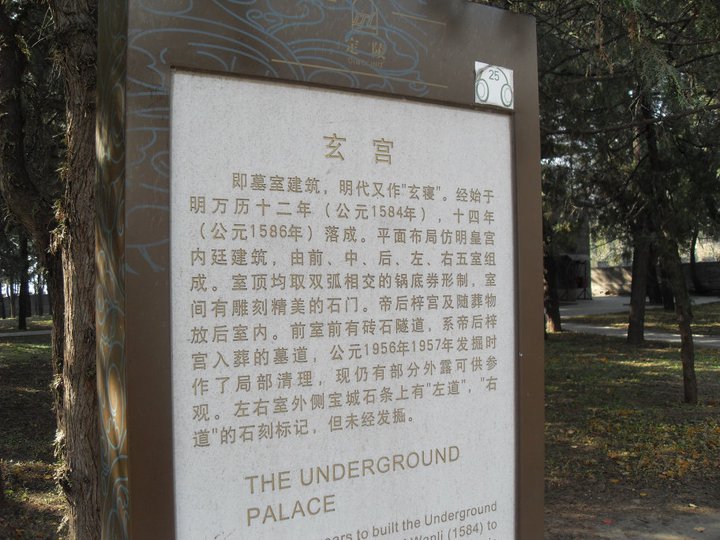 定陵
DINGLING
25
玄宫
即墓室建筑，明代又作"玄寝"。经始于
明万历十二年（公元1584年），十四年
（公元1586年）落成。平面布局仿明皇宫
内廷建筑，由前、中、后、左、右五室组
成。室顶均取双弧相交的锅底券形制，室
间有雕刻精美的石门。帝后梓宫及随葬物
放后室内。前室前有砖石隧道，系帝后梓
宫入葬的墓道，公元1956年1957年发掘时
作了局部清理，现仍有部分外露可供参
观。左右室外侧宝城石条上有"左道"，"右
道"的石刻标记，但未经发掘。
THE UNDERGROUND
PALACE
ears to built the Underground
Wanli (1584) to